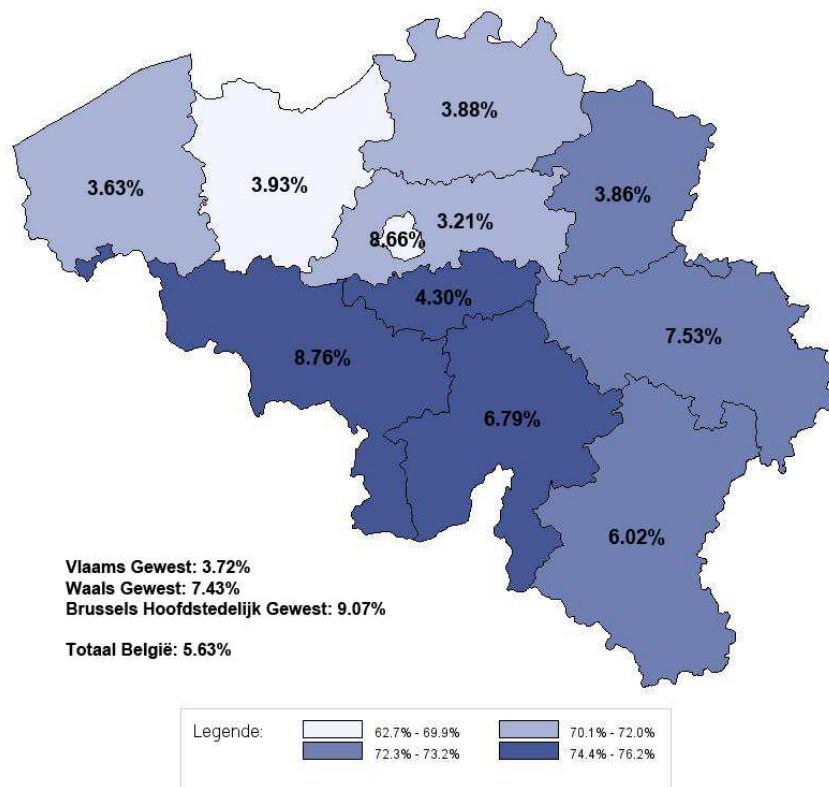 3.88%
3.63%
3.93%
3.86%
3.21%
8.66%
4.30%
7.53%
8.76%
6.79%
6.02%
Vlaams Gewest: 3.72%
Waals Gewest: 7.43%
Brussels Hoofdstedelijk Gewest: 9.07%
Totaal België: 5.63%
Legende: 62.7% - 69.9% 70.1% - 72.0%
72.3% - 73.2% 74.4% - 76.2%